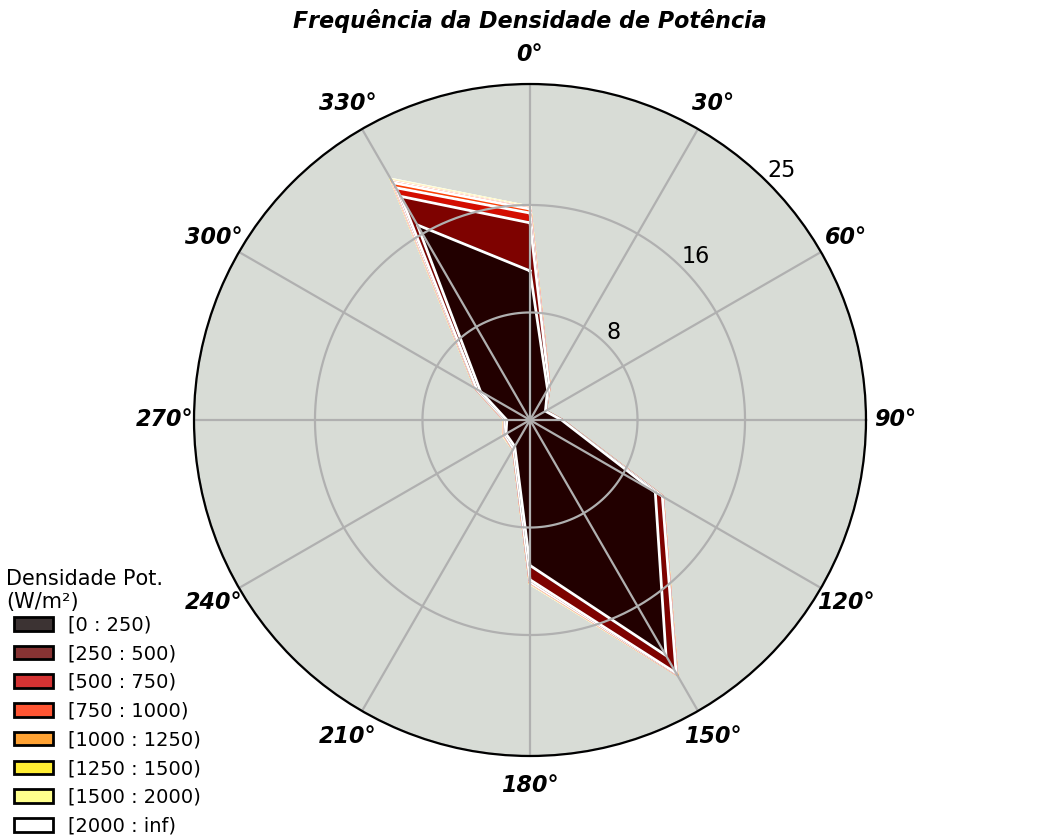 Frequência da Densidade de Potência
0°
330°
30°
25
300°
60°
16
8
270°
90°
240°
120°
210°
150°
180°
Densidade Pot.
(W/m²)
[0 : 250)
[250 : 500)
[500 : 750)
[750 : 1000)
[1000 : 1250)
[1250 : 1500)
[1500 : 2000)
[2000 : inf)